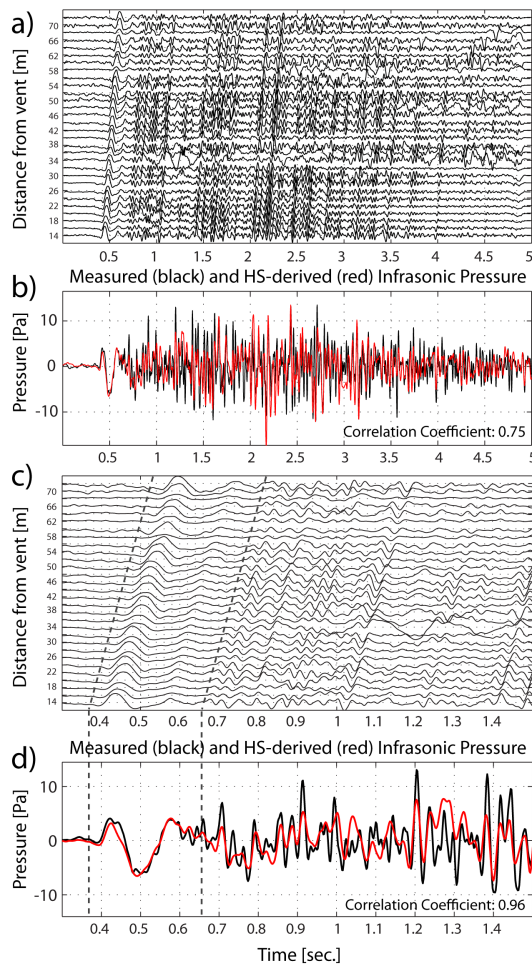 a)
Distance from vent [m]
70
66
62
58
54
50
46
42
38
34
30
26
22
18
14
0.5 1 1.5 2 2.5 3 3.5 4 4.5 5
Measured (black) and HS-derived (red) Infrasonic Pressure
b)
Pressure [Pa]
10
0
-10
Correlation Coefficient: 0.75
0.5 1 1.5 2 2.5 3 3.5 4 4.5 5
c)
Distance from vent [m]
70
66
62
58
54
50
46
42
38
34
30
26
22
18
14
0.4 0.5 0.6 0.7 0.8 0.9 1 1.1 1.2 1.3 1.4
Measured (black) and HS-derived (red) Infrasonic Pressure
d)
Pressure [Pa]
10
0
-10
Correlation Coefficient: 0.96
0.4 0.5 0.6 0.7 0.8 0.9 1 1.1 1.2 1.3 1.4
Time [sec.]